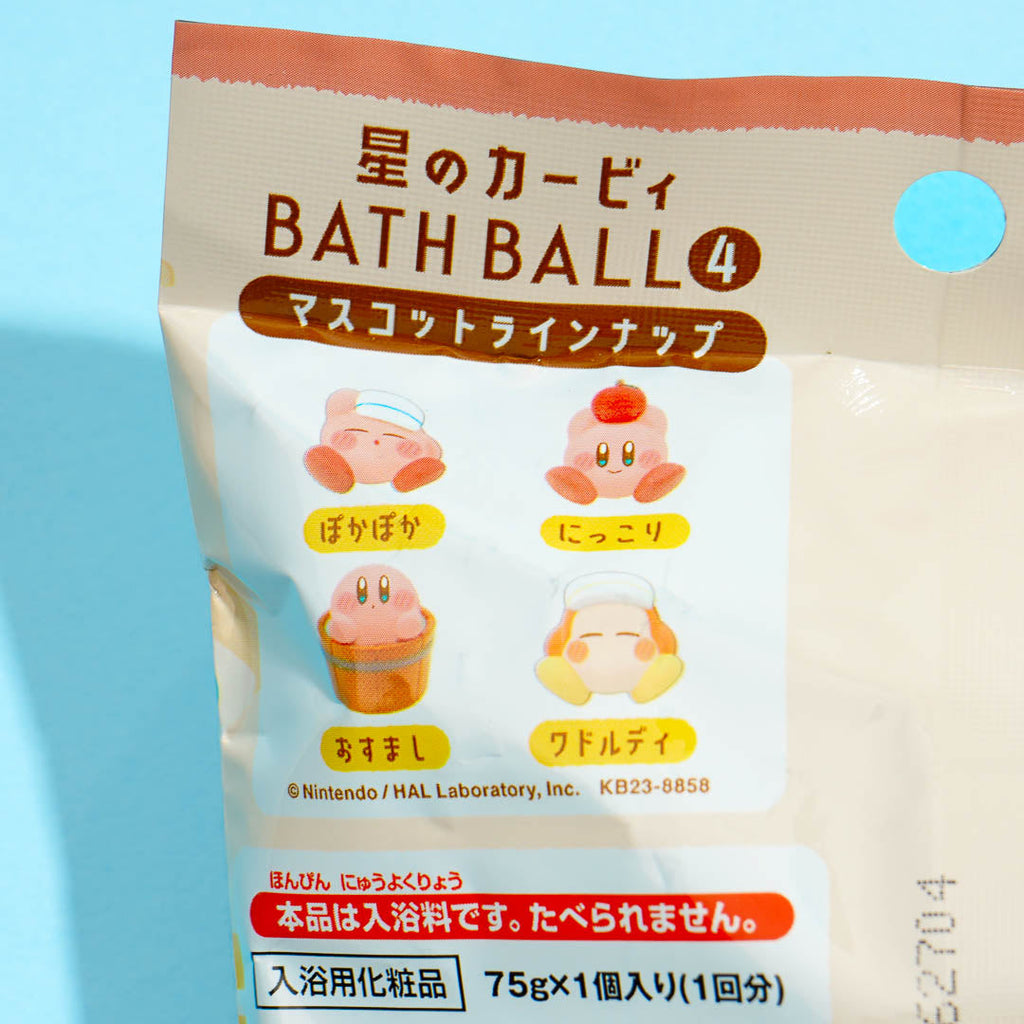 星のカービィ
BATH BALL 4
マスコットラインナップ
ぽかぽか
にっこり
おすまし
ワドルディ
©Nintendo / HAL Laboratory, Inc. KB23-8858
ほんぴん にゅうよくりょう
本品は入浴料です。たべられません。
入浴用化粧品 75g×1個入り(1回分)